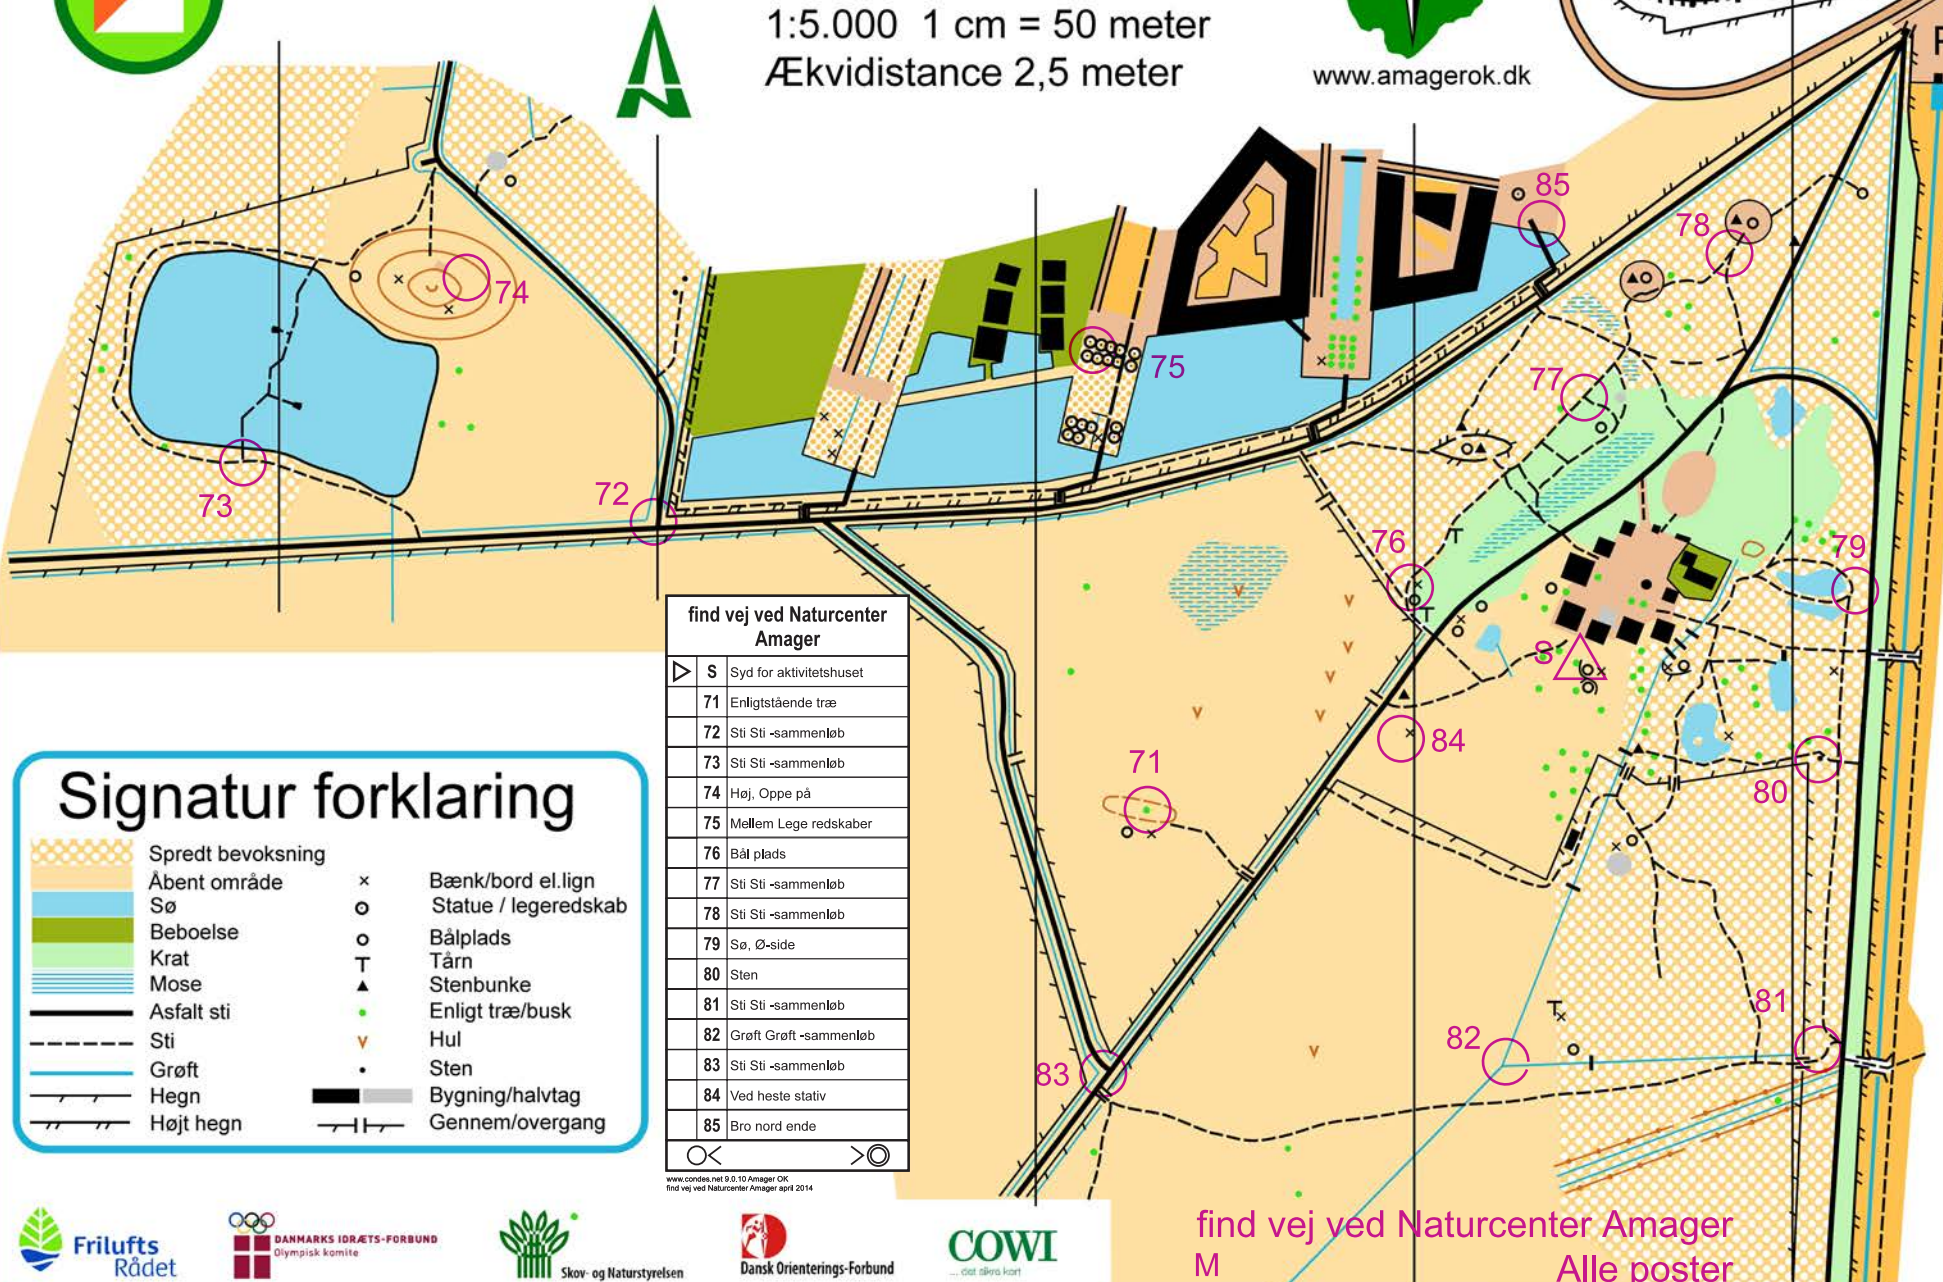 1:5.000 1 cm = 50 meter
Ækvidistance 2,5 meter
www.amagerok.dk
85
78
74
75
77
73
72
76
79
S
84
71
80
81
82
83
find vej ved Naturcenter
Amager
S Syd for aktivitetshuset
71 Enligtstående træ
72 Sti Sti -sammenløb
73 Sti Sti -sammenløb
74 Høj, Oppe på
75 Mellem Lege redskaber
76 Bål plads
77 Sti Sti -sammenløb
78 Sti Sti -sammenløb
79 Sø, Ø-side
80 Sten
81 Sti Sti -sammenløb
82 Grøft Grøft -sammenløb
83 Sti Sti -sammenløb
84 Ved heste stativ
85 Bro nord ende
www.condes.net 9.0.10 Amager OK
find vej ved Naturcenter Amager april 2014
Signatur forklaring
Spredt bevoksning
Åbent område
Sø
Beboelse
Krat
Mose
Asfalt sti
Sti
Grøft
Hegn
Højt hegn
Bænk/bord el.lign
Statue / legeredskab
Bålplads
Tårn
Stenbunke
Enligt træ/busk
Hul
Sten
Bygning/halvtag
Gennem/overgang
Frilufts
Rådet
DANMARKS IDRÆTS-FORBUND
Olympisk komite
Skov- og Naturstyrelsen
Dansk Orienterings-Forbund
COWI
find vej ved Naturcenter Amager
M
Alle poster